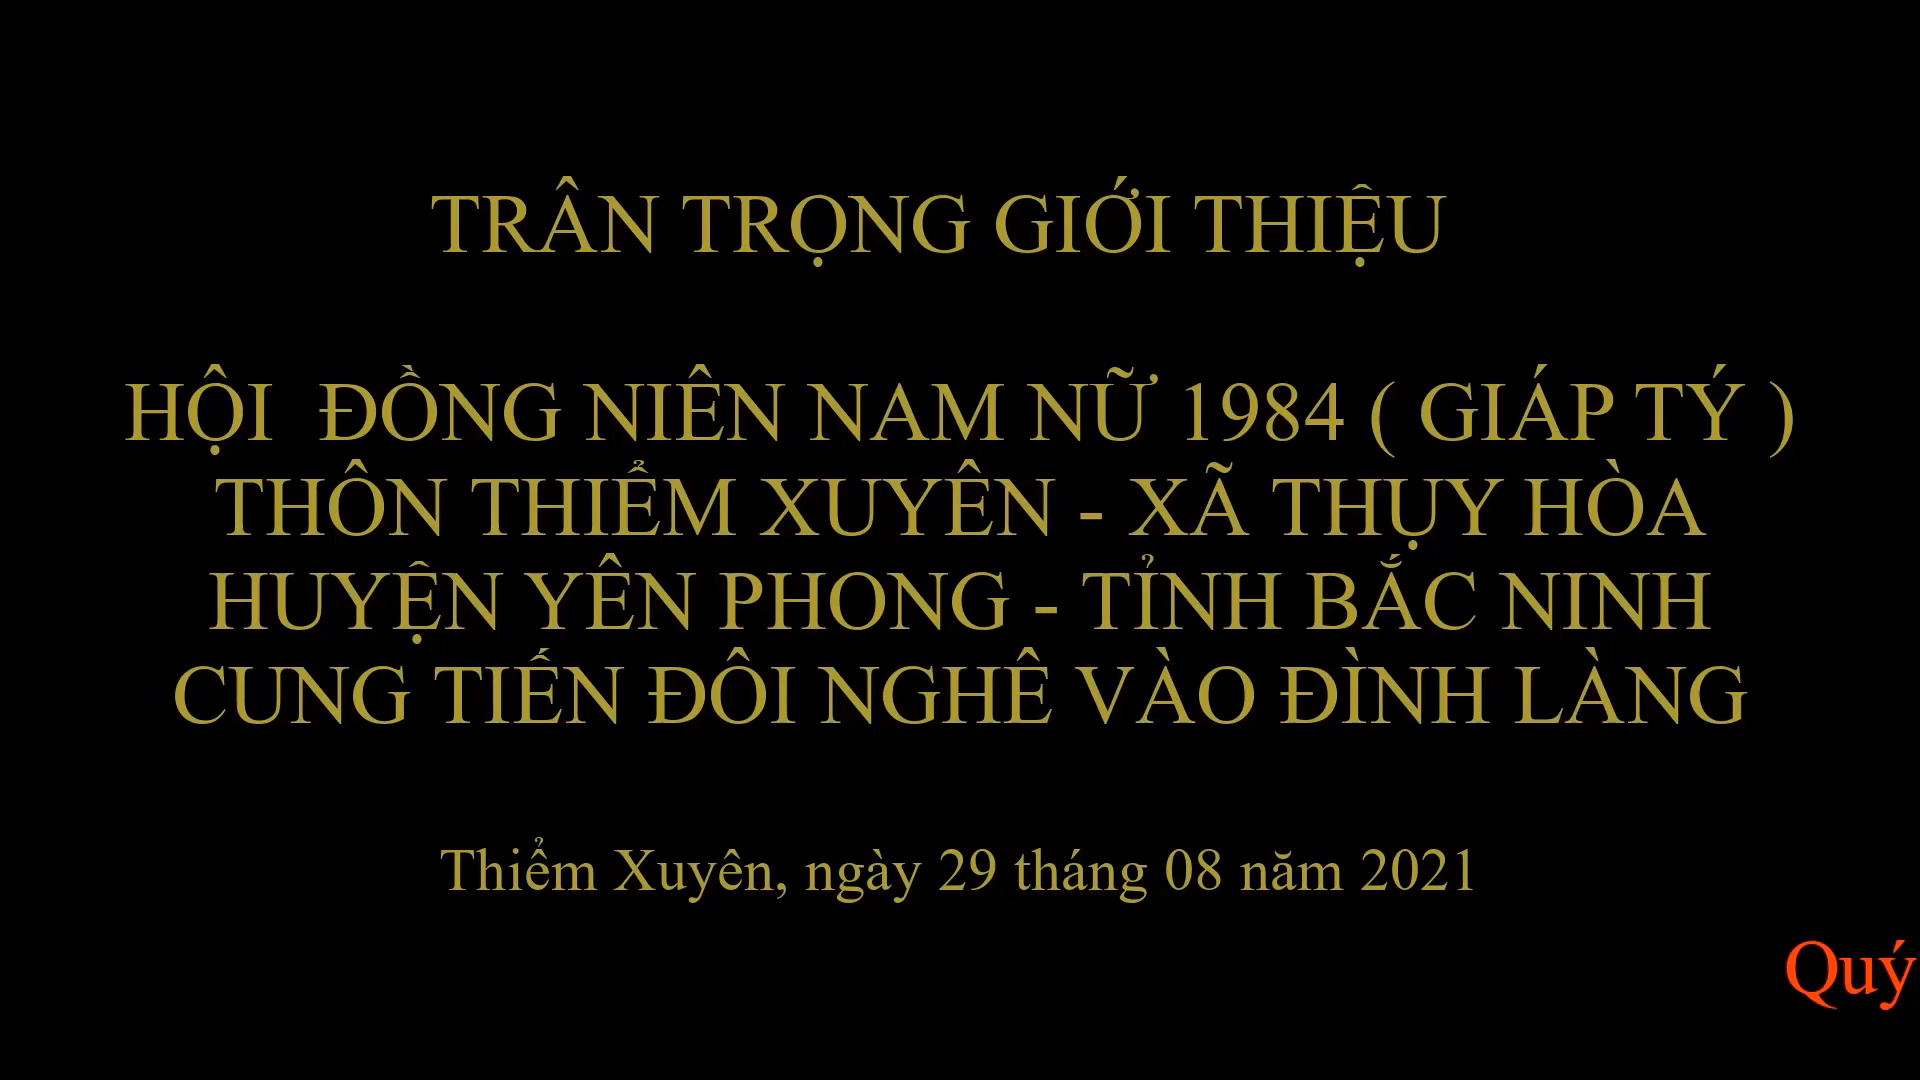 TRÂN TRỌNG GIỚI THIỆU
HỘI  ĐỒNG NIÊN NAM NỮ 1984 ( GIÁP TÝ )
THÔN THIỂM XUYÊN - XÃ THỤY HÒA
HUYỆN YÊN PHONG - TỈNH BẮC NINH
CUNG TIẾN ĐÔI NGHÊ VÀO ĐÌNH LÀNG
Thiểm Xuyên, ngày 29 tháng 08 năm 2021
Quý